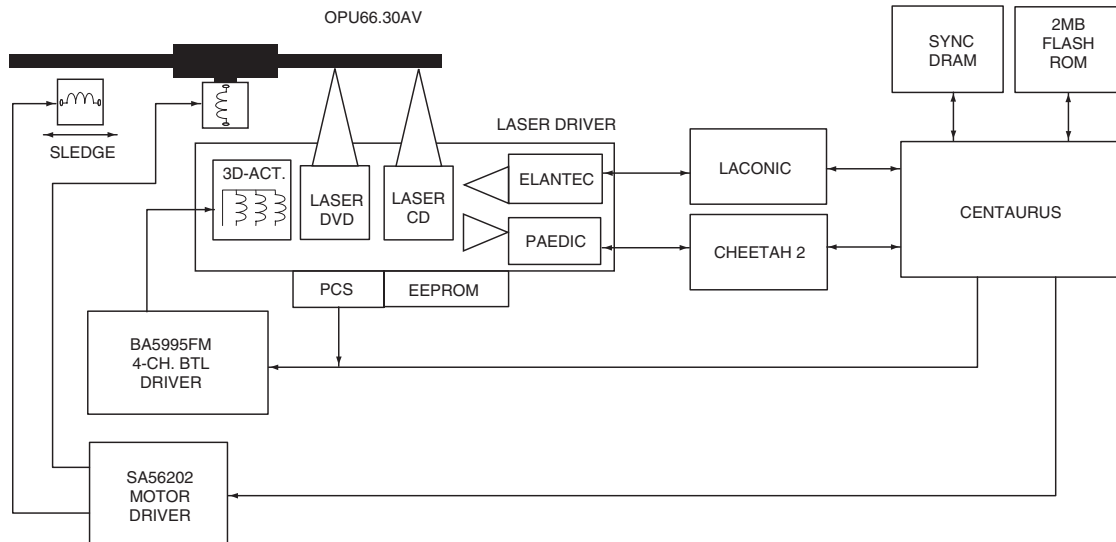 OPU66.30AV
SYNC
DRAM
2MB
FLASH
ROM
SLEDGE
LASER DRIVER
3D-ACT.
LASER
DVD
LASER
CD
ELANTEC
PAEDIC
LACONIC
CHEETAH 2
CENTAURUS
PCS
EEPROM
BA5995FM
4-CH. BTL
DRIVER
SA56202
MOTOR
DRIVER